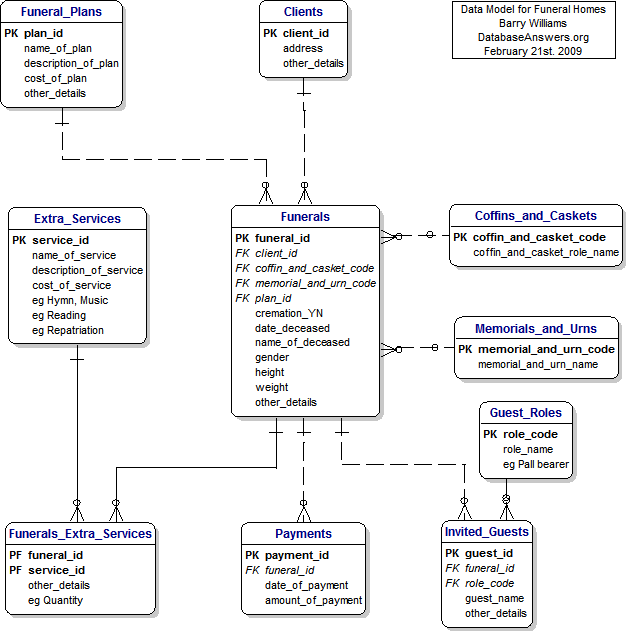 Funeral_Plans
PK plan_id
name_of_plan
description_of_plan
cost_of_plan
other_details
Clients
PK client_id
address
other_details
Data Model for Funeral Homes
Barry Williams
DatabaseAnswers.org
February 21st. 2009
Extra_Services
PK service_id
name_of_service
description_of_service
cost_of_service
eg Hymn, Music
eg Reading
eg Repatriation
Funerals
PK funeral_id
FK client_id
FK coffin_and_casket_code
FK memorial_and_urn_code
FK plan_id
cremation_YN
date_deceased
name_of_deceased
gender
height
weight
other_details
Coffins_and_Caskets
PK coffin_and_casket_code
coffin_and_casket_role_name
Memorials_and_Urns
PK memorial_and_urn_code
memorial_and_urn_name
Guest_Roles
PK role_code
role_name
eg Pall bearer
Funerals_Extra_Services
PF funeral_id
PF service_id
other_details
eg Quantity
Payments
PK payment_id
FK funeral_id
date_of_payment
amount_of_payment
Invited_Guests
PK guest_id
FK funeral_id
FK role_code
guest_name
other_details